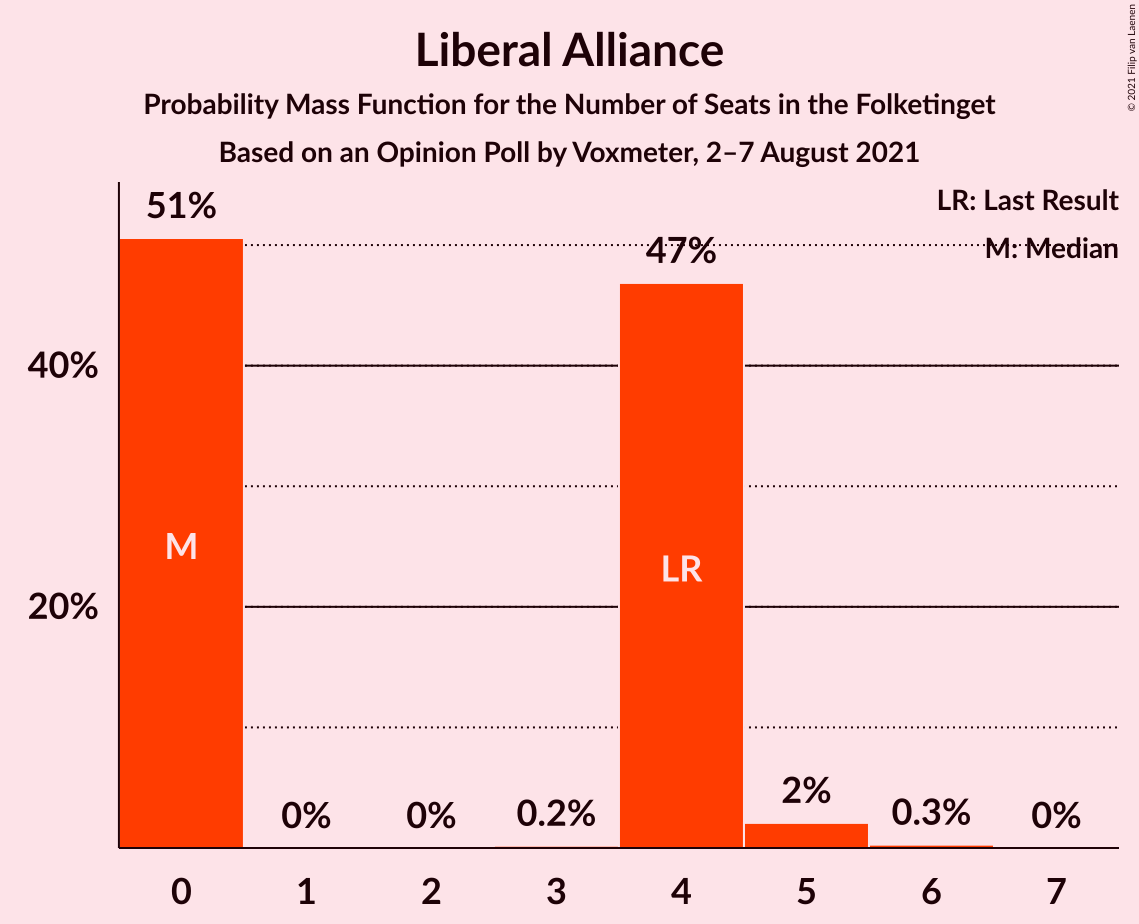 Liberal Alliance
Probability Mass Function for the Number of Seats in the Folketinget
Based on an Opinion Poll by Voxmeter, 2–7 August 2021
© 2021 Filip van Laenen
LR: Last Result
M: Median
51%
47%
40%
20%
M
LR
0%
0%
0.2%
2%
0.3%
0%
0
1
2
3
4
5
6
7